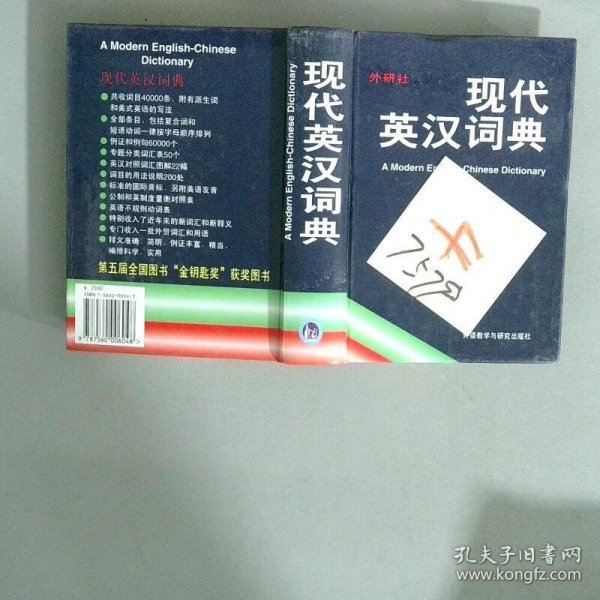 A Modern English-Chinese
Dictionary
现代英汉词典
●共收词目40000条，附有派生词
和美式英语的写法
●全部条目，包括复合词和
短语动词一律按字母顺序排列
●例证和例句60000个
●专题分类词汇表50个
●英汉对照词汇图解22幅
●词目的用法说明200处
●标准的国际音标，另附美语发音
●公制和英制度量衡对照表
●英语不规则动词表
●特别收入了近年来的新词汇和新释义
●专门收入一批外贸词汇和用语
●释文准确、简明，例证丰富、精当，
编排科学、实用
第五届全国图书“金钥匙奖”获奖图书
ISBN 7-5600-0604-3
9 787560 006048 >
现代英汉词典
A Modern English-Chinese Dictionary
外研社
现代
英汉词典
A Modern En Chinese Dictionary
外语教学与研究出版社
孔夫子旧书网
www.kongfz.com